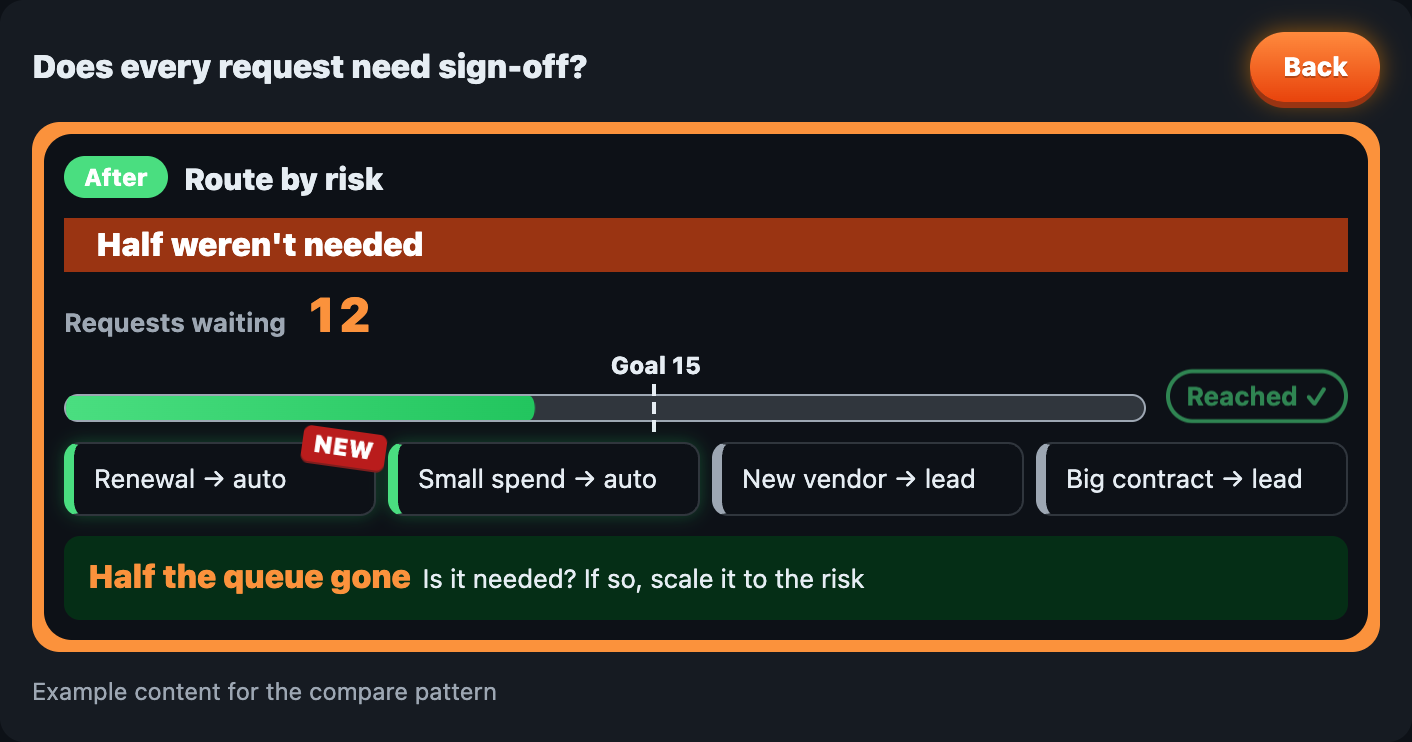 Does every request need sign-off?
Back
After
Route by risk
Half weren't needed
Requests waiting 12
Goal 15
Reached ✓
NEW
Renewal → auto
Small spend → auto
New vendor → lead
Big contract → lead
Half the queue gone Is it needed? If so, scale it to the risk
Example content for the compare pattern